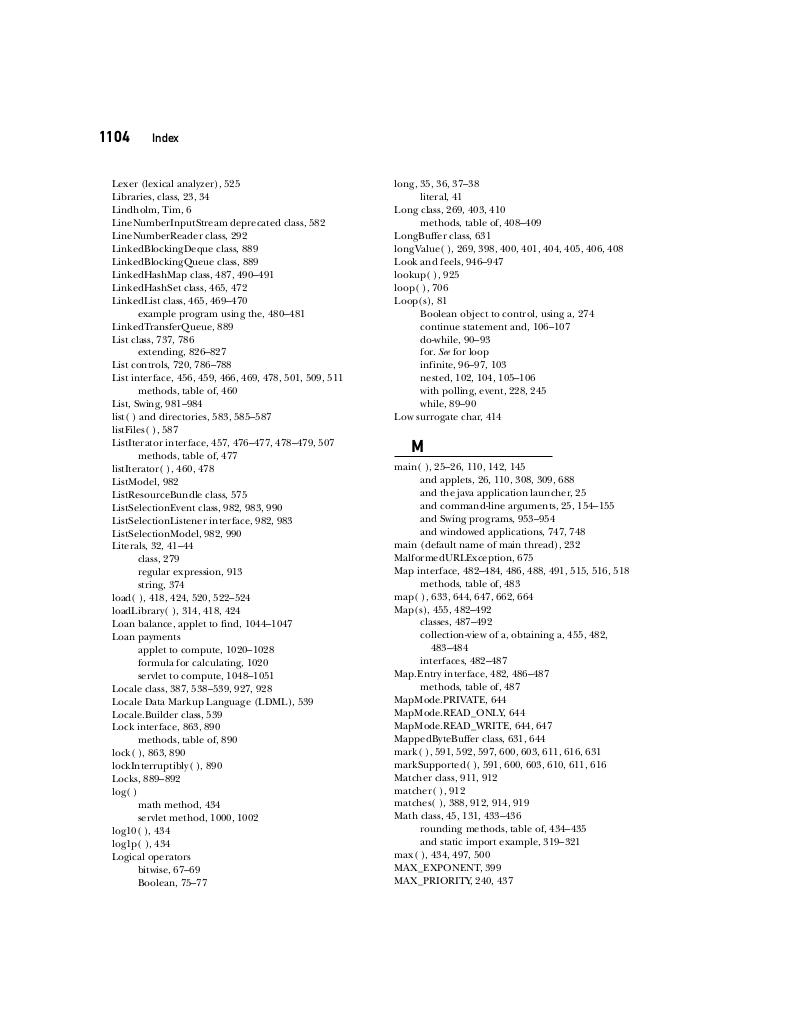 1104 Index
Lexer (lexical analyzer), 525
Libraries, class, 23, 34
Lindholm, Tim, 6
LineNumberInputStream deprecated class, 582
LineNumberReader class, 292
LinkedBlockingDeque class, 889
LinkedBlockingQueue class, 889
LinkedHashMap class, 487, 490–491
LinkedHashSet class, 465, 472
LinkedList class, 465, 469–470
example program using the, 480–481
LinkedTransferQueue, 889
List class, 737, 786
extending, 826–827
List controls, 720, 786–788
List interface, 456, 459, 466, 469, 478, 501, 509, 511
methods, table of, 460
List, Swing, 981–984
list( ) and directories, 583, 585–587
listFiles( ), 587
ListIterator interface, 457, 476–477, 478–479, 507
methods, table of, 477
listIterator( ), 460, 478
ListModel, 982
ListResourceBundle class, 575
ListSelectionEvent class, 982, 983, 990
ListSelectionListener interface, 982, 983
ListSelectionModel, 982, 990
Literals, 32, 41–44
class, 279
regular expression, 913
string, 374
load( ), 418, 424, 520, 522–524
loadLibrary( ), 314, 418, 424
Loan balance, applet to find, 1044–1047
Loan payments
applet to compute, 1020–1028
formula for calculating, 1020
servlet to compute, 1048–1051
Locale class, 387, 538–539, 927, 928
Locale Data Markup Language (LDML), 539
Locale.Builder class, 539
Lock interface, 863, 890
methods, table of, 890
lock( ), 863, 890
lockInterruptibly( ), 890
Locks, 889–892
log( )
math method, 434
servlet method, 1000, 1002
log10( ), 434
log1p( ), 434
Logical operators
bitwise, 67–69
Boolean, 75–77
long, 35, 36, 37–38
literal, 41
Long class, 269, 403, 410
methods, table of, 408–409
LongBuffer class, 631
longValue( ), 269, 398, 400, 401, 404, 405, 406, 408
Look and feels, 946–947
lookup( ), 925
loop( ), 706
Loop(s), 81
Boolean object to control, using a, 274
continue statement and, 106–107
do-while, 90–93
for. See for loop
infinite, 96–97, 103
nested, 102, 104, 105–106
with polling, event, 228, 245
while, 89–90
Low surrogate char, 414
M
main( ), 25–26, 110, 142, 145
and applets, 26, 110, 308, 309, 688
and the java application launcher, 25
and command-line arguments, 25, 154–155
and Swing programs, 953–954
and windowed applications, 747, 748
main (default name of main thread), 232
MalformedURLException, 675
Map interface, 482–484, 486, 488, 491, 515, 516, 518
methods, table of, 483
map( ), 633, 644, 647, 662, 664
Map(s), 455, 482–492
classes, 487–492
collection-view of a, obtaining a, 455, 482,
483–484
interfaces, 482–487
Map.Entry interface, 482, 486–487
methods, table of, 487
MapMode.PRIVATE, 644
MapMode.READ_ONLY, 644
MapMode.READ_WRITE, 644, 647
MappedByteBuffer class, 631, 644
mark( ), 591, 592, 597, 600, 603, 611, 616, 631
markSupported( ), 591, 600, 603, 610, 611, 616
Matcher class, 911, 912
matcher( ), 912
matches( ), 388, 912, 914, 919
Math class, 45, 131, 433–436
rounding methods, table of, 434–435
and static import example, 319–321
max( ), 434, 497, 500
MAX_EXPONENT, 399
MAX_PRIORITY, 240, 437